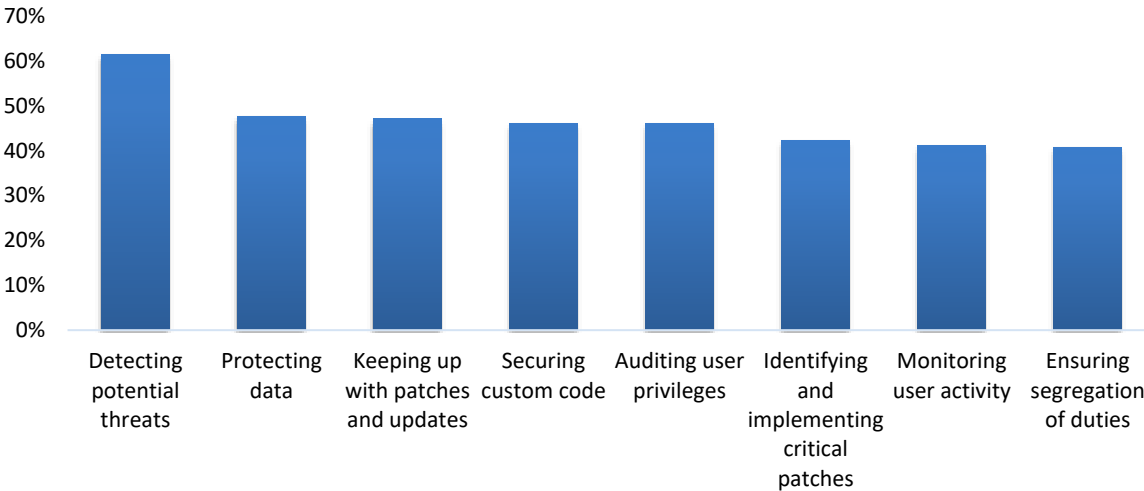 70%
60%
50%
40%
30%
20%
10%
0%
Detecting
potential
threats
Protecting
data
Keeping up
with patches
and updates
Securing
custom code
Auditing user
privileges
Identifying
and
implementing
critical
patches
Monitoring
user activity
Ensuring
segregation
of duties